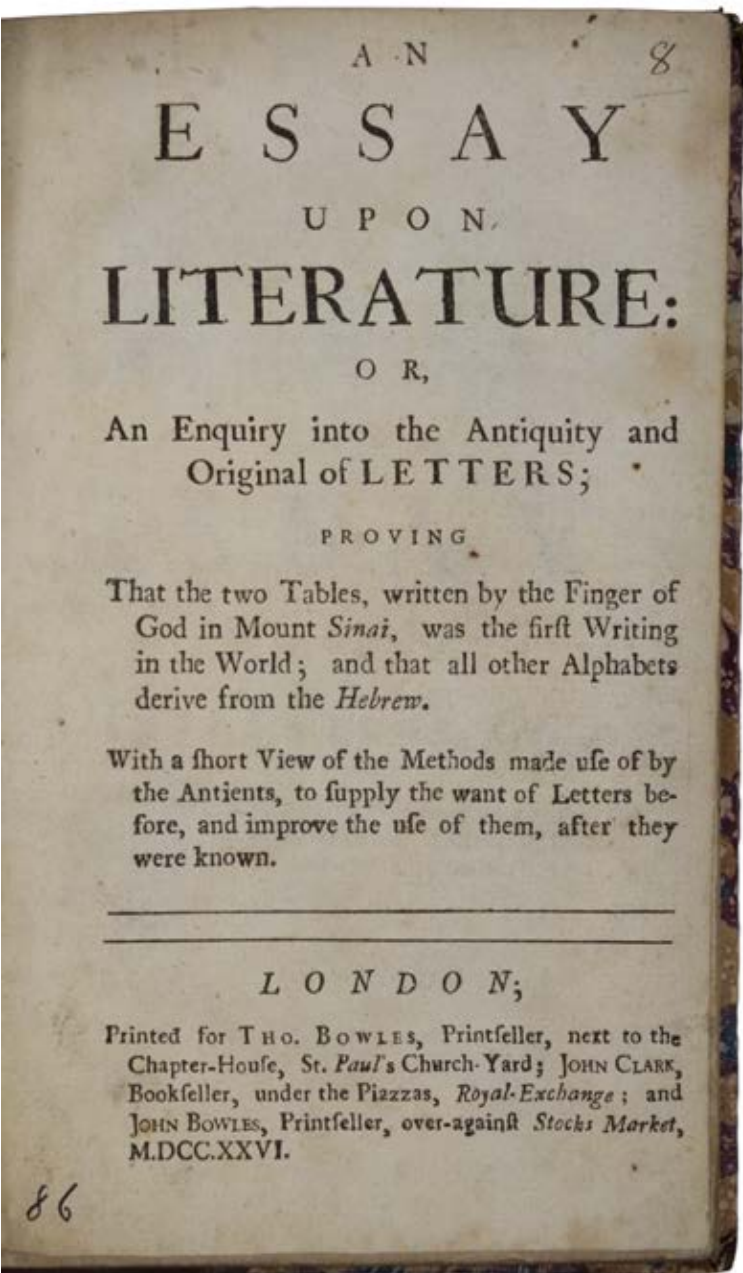 AN
8
ESSAY
UPON
LITERATURE:
OR,
An Enquiry into the Antiquity and
Original of LETTERS;
PROVING
That the two Tables, written by the Finger of
God in Mount Sinai, was the firſt Writing
in the World; and that all other Alphabets
derive from the Hebrew.
With a ſhort View of the Methods made uſe of by
the Antients, to ſupply the want of Letters be-
fore, and improve the uſe of them, after they
were known.
LONDON;
Printed for THO. BOWLES, Printſeller, next to the
Chapter-Houſe, St. Paul's Church-Yard; JOHN CLARK,
Bookſeller, under the Piazzas, Royal-Exchange; and
JOHN BOWLES, Printſeller, over-againſt Stocks Market,
M.DCC.XXVI.
86